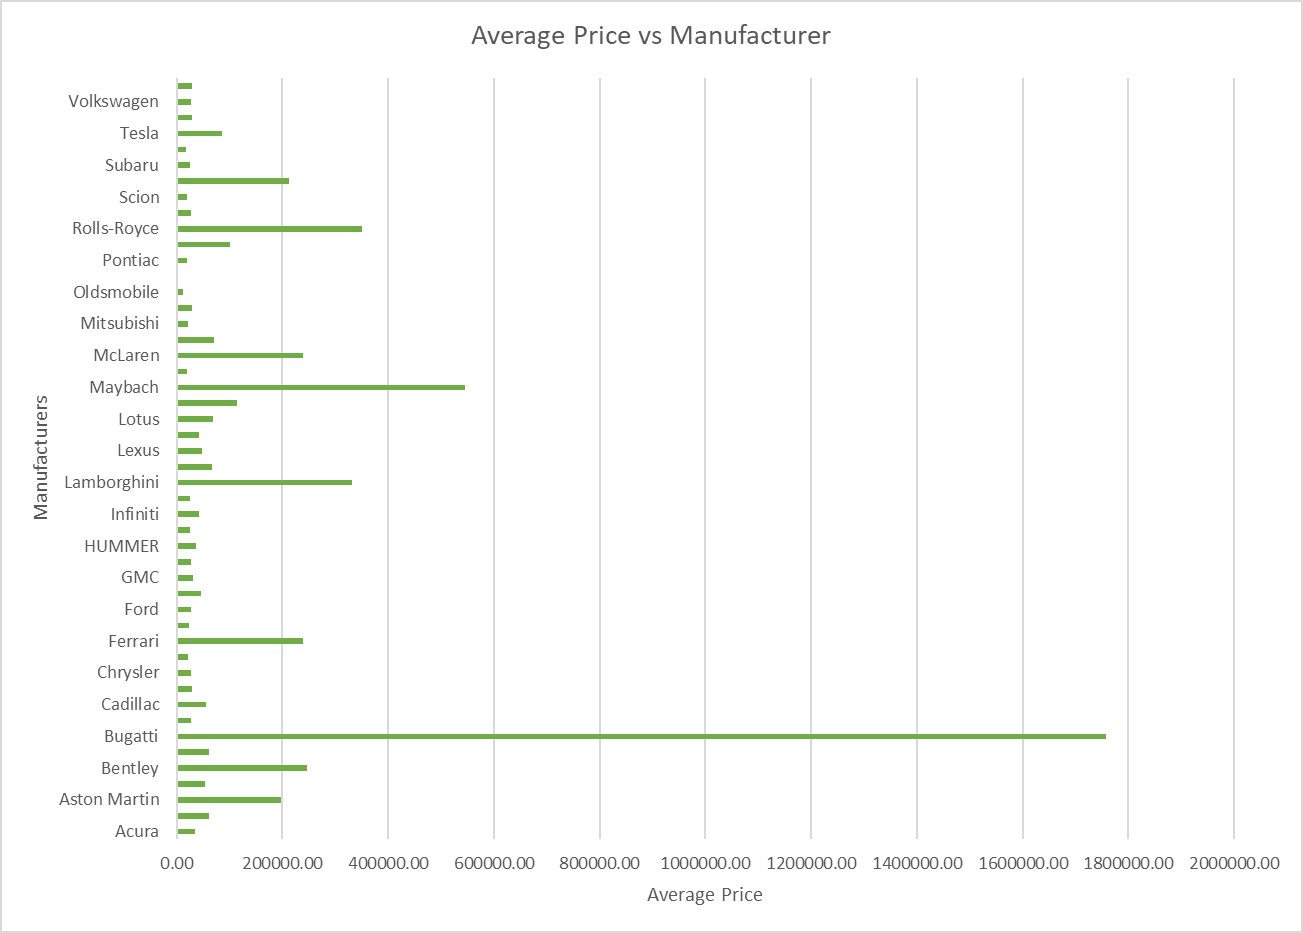 Average Price vs Manufacturer
Volkswagen
Tesla
Subaru
Scion
Rolls-Royce
Pontiac
Oldsmobile
Mitsubishi
McLaren
Maybach
Lotus
Lexus
Lamborghini
Infiniti
HUMMER
GMC
Ford
Ferrari
Chrysler
Cadillac
Bugatti
Bentley
Aston Martin
Acura
Manufacturers
0.00 200000.00 400000.00 600000.00 800000.00 1000000.00 1200000.00 1400000.00 1600000.00 1800000.00 2000000.00
Average Price